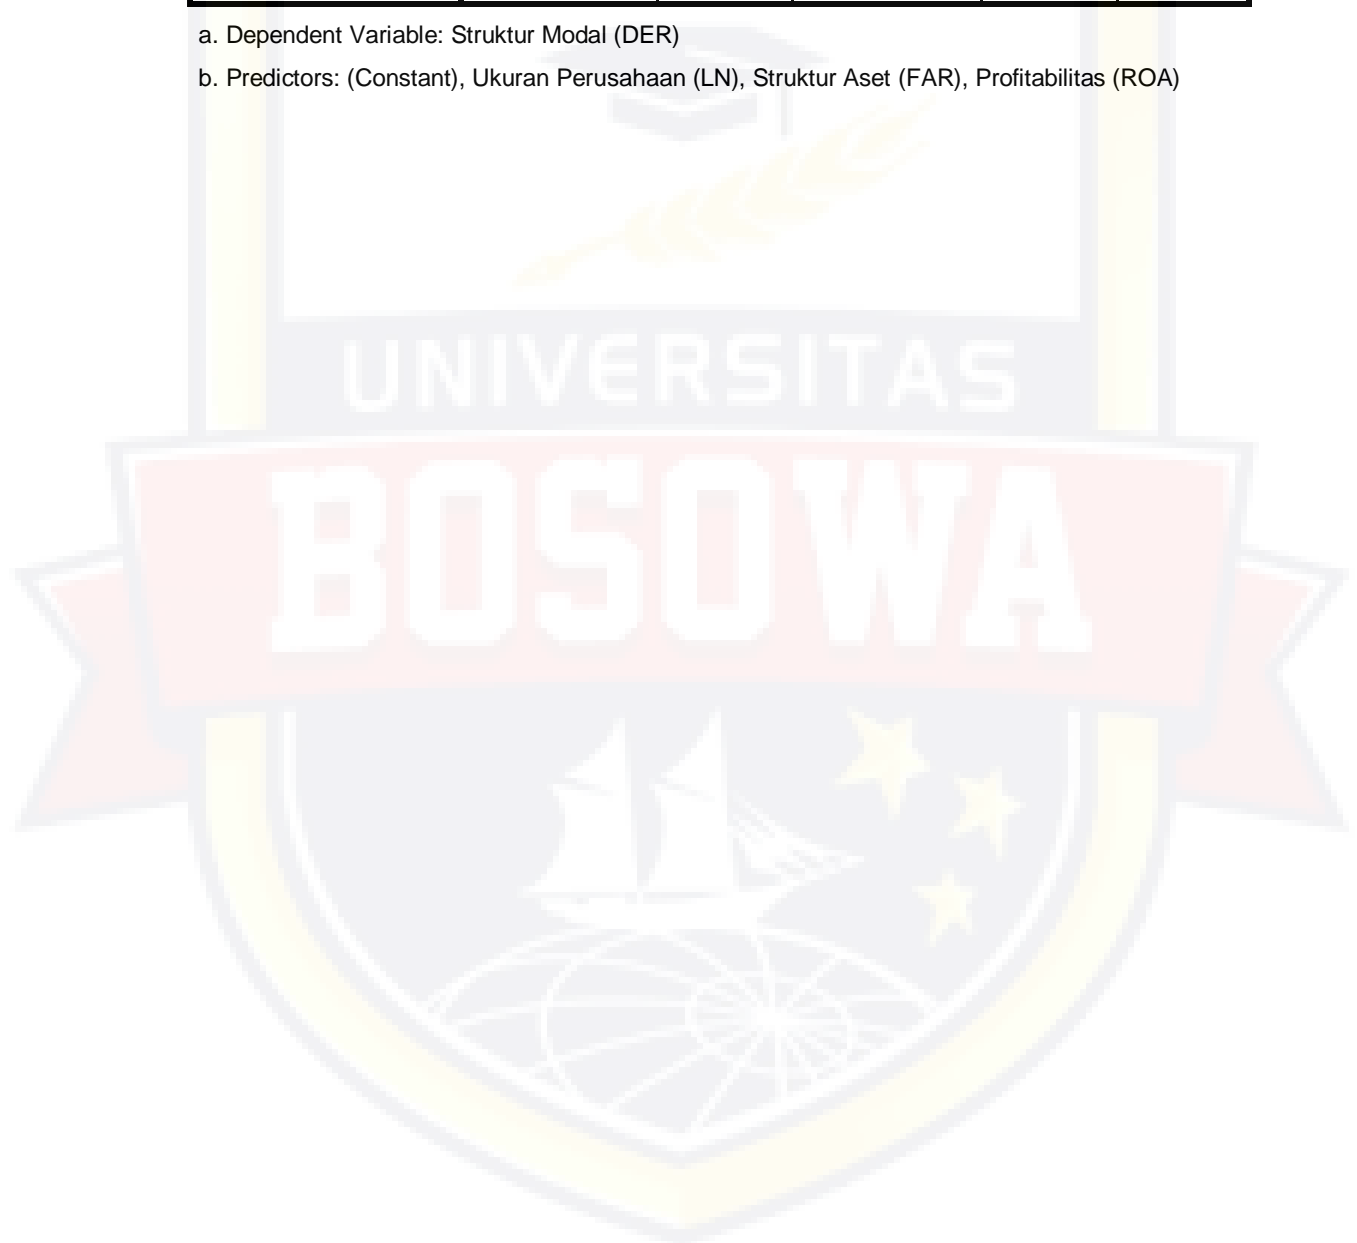 a. Dependent Variable: Struktur Modal (DER)
b. Predictors: (Constant), Ukuran Perusahaan (LN), Struktur Aset (FAR), Profitabilitas (ROA)
UNIVERSITAS
BOSOWA